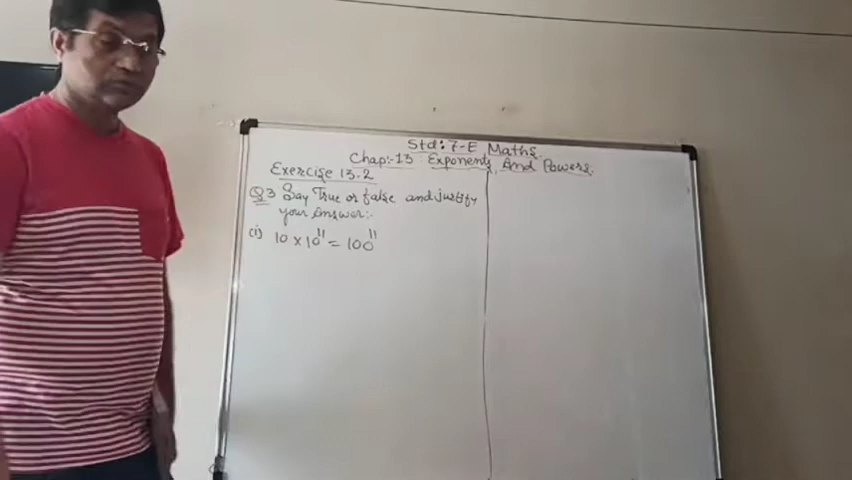 Std:7-E Maths.
Chap:-13 Exponents And Powers.
Exercise 13.2
Q3 Say True or false and justify
your answer:-
(i) 10 × 10¹¹ = 100¹¹